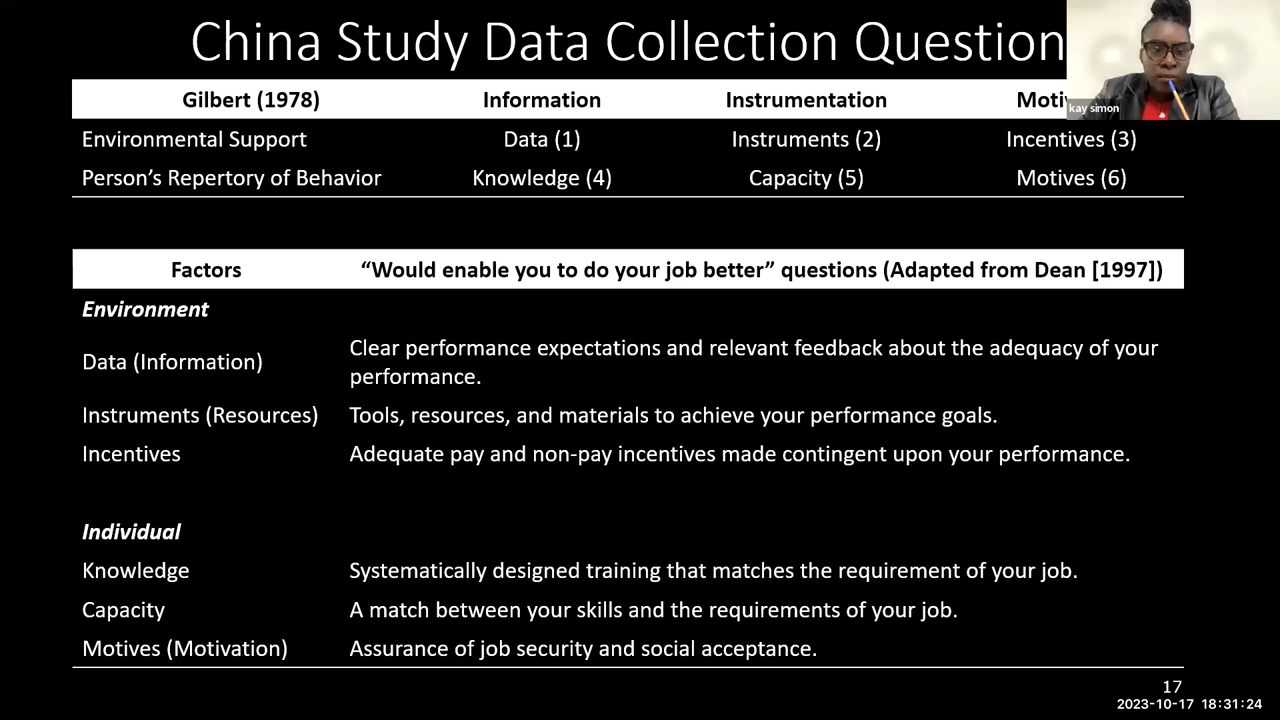 China Study Data Collection Question
kay simon
Gilbert (1978) Information Instrumentation
Environmental Support Data (1) Instruments (2) Incentives (3)
Person’s Repertory of Behavior Knowledge (4) Capacity (5) Motives (6)
Factors “Would enable you to do your job better” questions (Adapted from Dean [1997])
Environment
Data (Information) Clear performance expectations and relevant feedback about the adequacy of your
performance.
Instruments (Resources) Tools, resources, and materials to achieve your performance goals.
Incentives Adequate pay and non-pay incentives made contingent upon your performance.
Individual
Knowledge Systematically designed training that matches the requirement of your job.
Capacity A match between your skills and the requirements of your job.
Motives (Motivation) Assurance of job security and social acceptance.
17
2023-10-17 18:31:24